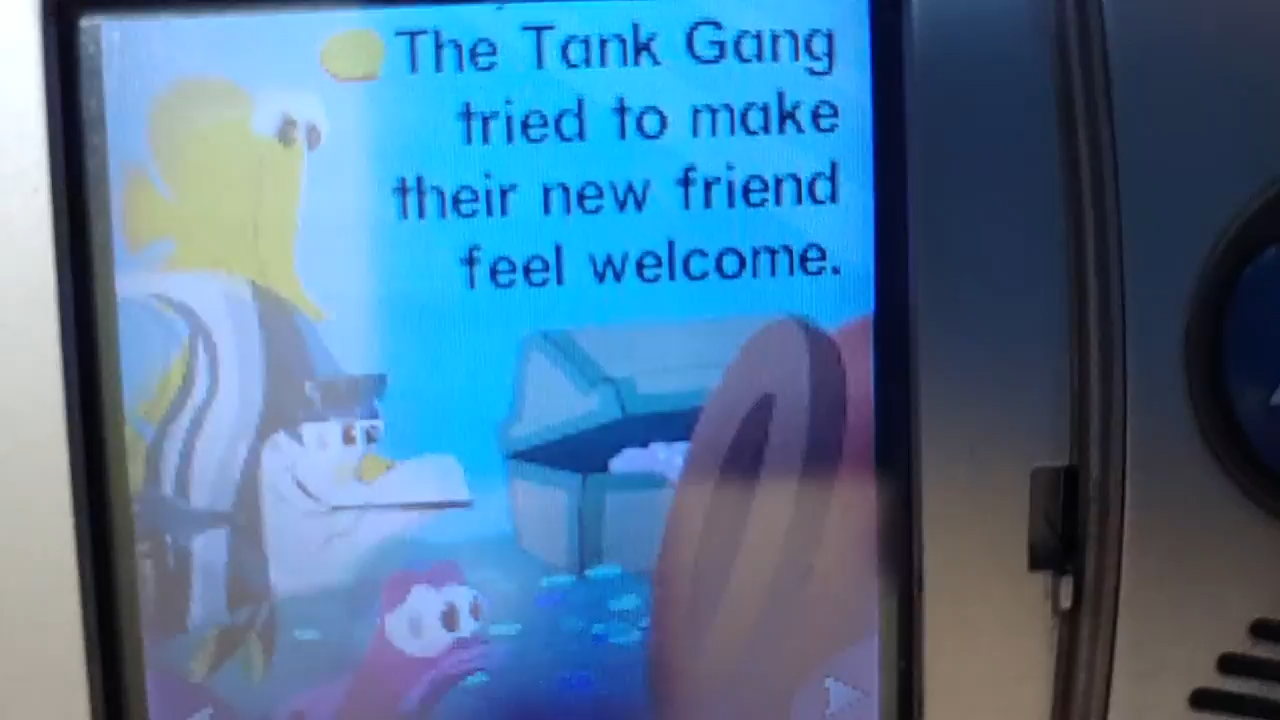 The Tank Gang
tried to make
their new friend
feel welcome.